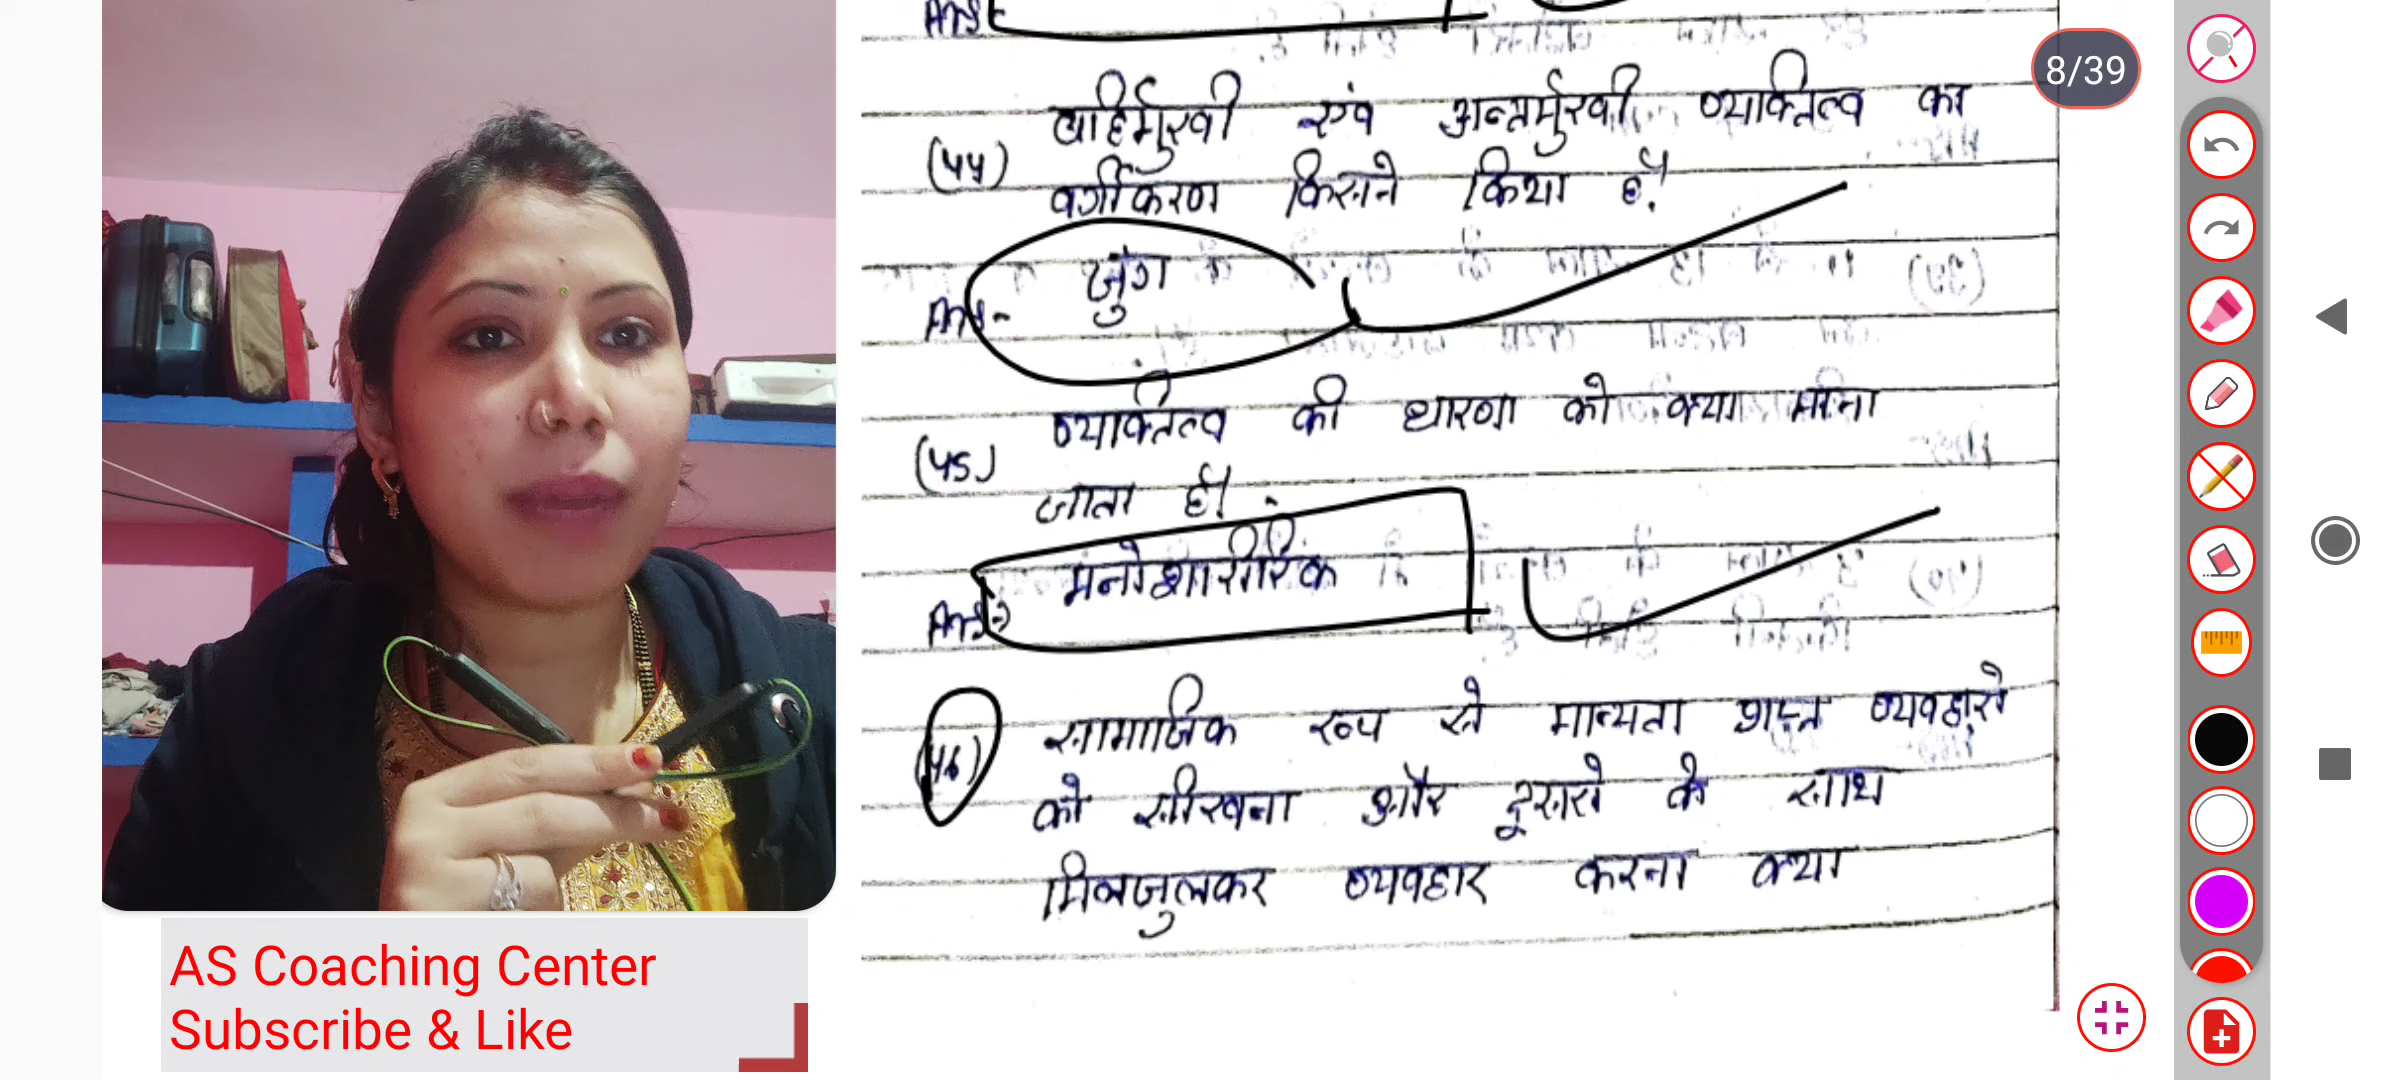 Ans
8/39
(44) बहिर्मुखी एवं अन्तर्मुखी व्यक्तित्व का
वर्गीकरण किसने किया है?
Ans- जुंग
(45) व्यक्तित्व की धारणा को क्या माना
जाता है।
Ans- मनोशारीरिक
(46) सामाजिक रूप से मान्यता प्राप्त व्यवहारो
को सीखना और दूसरो के साथ
मिलजुलकर व्यवहार करना क्या
AS Coaching Center
Subscribe & Like